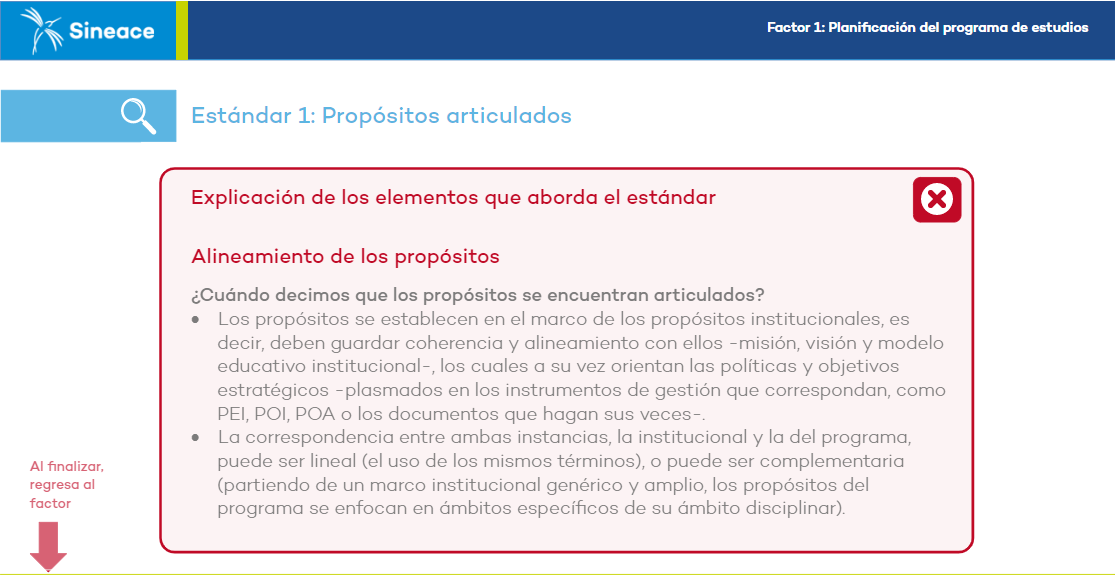 Sineace
Factor 1: Planificación del programa de estudios
Estándar 1: Propósitos articulados
Explicación de los elementos que aborda el estándar
Alineamiento de los propósitos
¿Cuándo decimos que los propósitos se encuentran articulados?
• Los propósitos se establecen en el marco de los propósitos institucionales, es
decir, deben guardar coherencia y alineamiento con ellos -misión, visión y modelo
educativo institucional-, los cuales a su vez orientan las políticas y objetivos
estratégicos -plasmados en los instrumentos de gestión que correspondan, como
PEI, POI, POA o los documentos que hagan sus veces-.
• La correspondencia entre ambas instancias, la institucional y la del programa,
puede ser lineal (el uso de los mismos términos), o puede ser complementaria
(partiendo de un marco institucional genérico y amplio, los propósitos del
programa se enfocan en ámbitos específicos de su ámbito disciplinar).
Al finalizar,
regresa al
factor